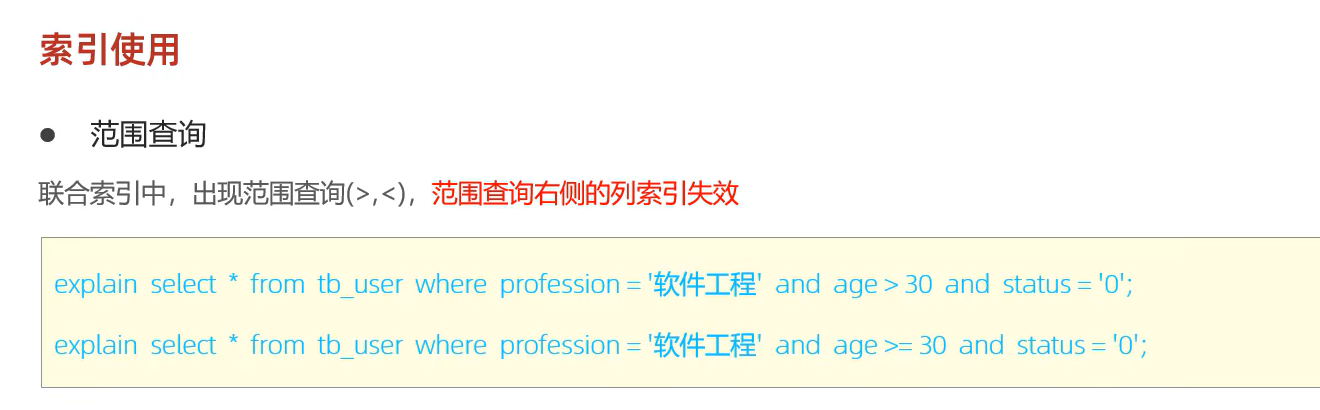 索引使用
● 范围查询
联合索引中，出现范围查询(>,<)，范围查询右侧的列索引失效
explain select * from tb_user where profession = '软件工程' and age > 30 and status = '0';
explain select * from tb_user where profession = '软件工程' and age >= 30 and status = '0';